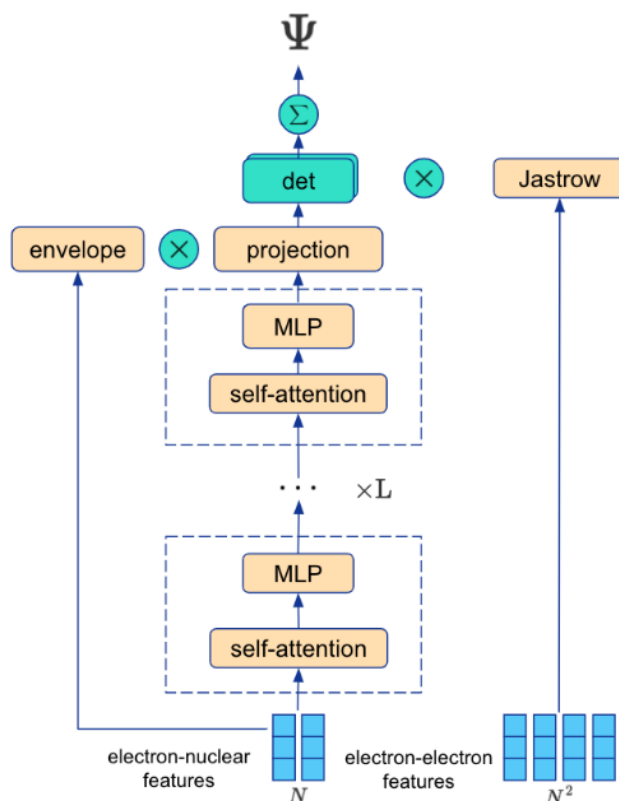 Ψ
Σ
det
×
Jastrow
envelope
×
projection
MLP
self-attention
... ×L
MLP
self-attention
electron-nuclear
features
electron-electron
features
N
N²